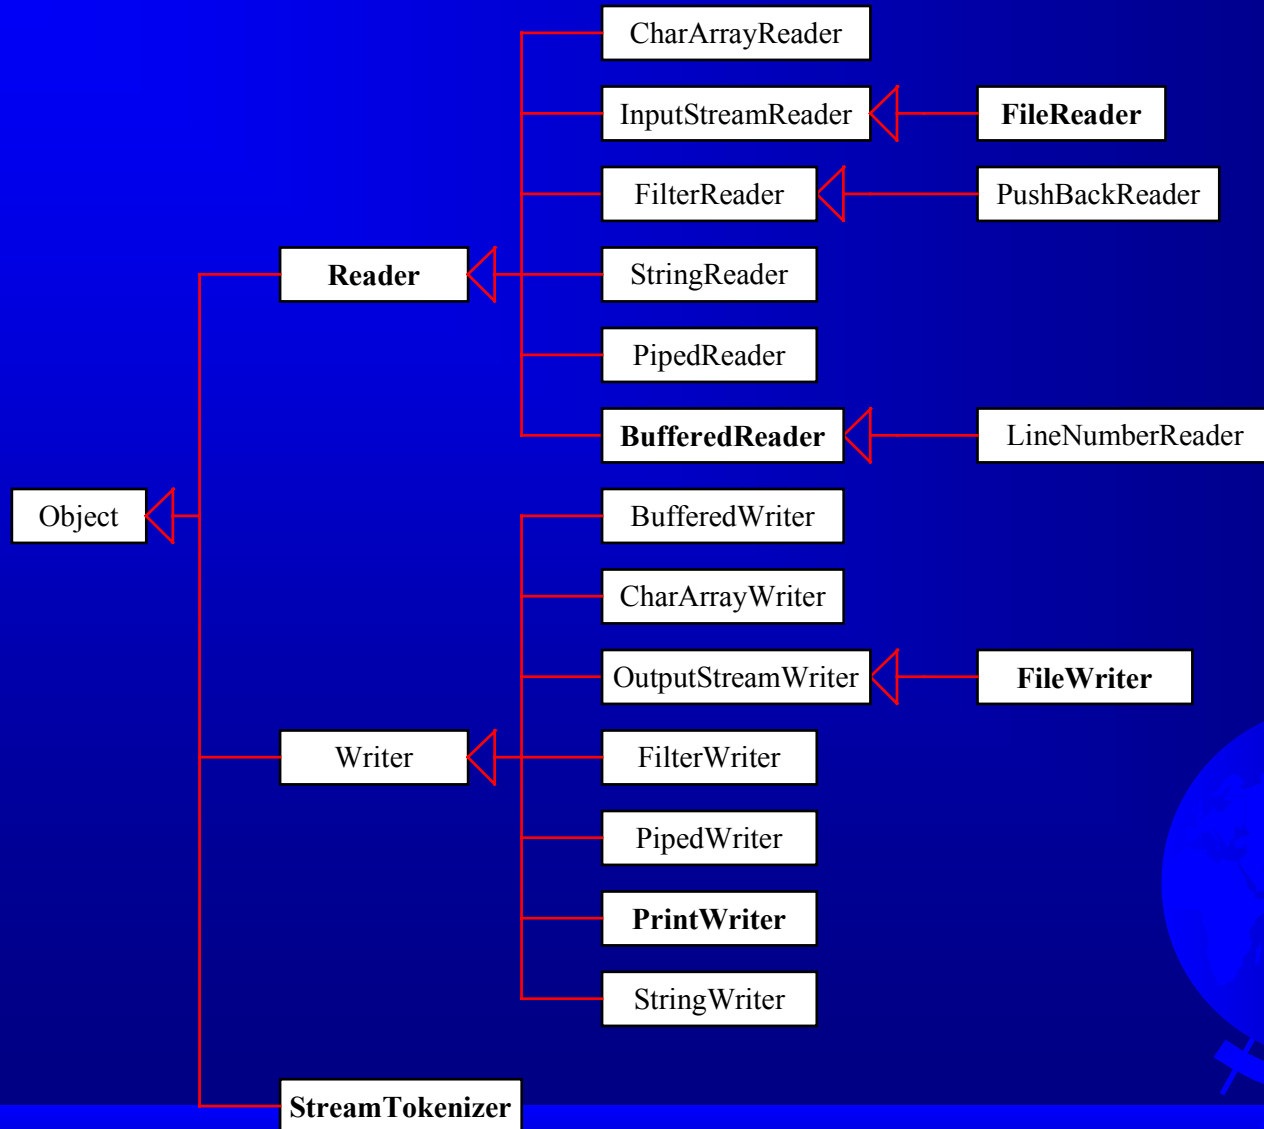 CharArrayReader
InputStreamReader
FileReader
FilterReader
PushBackReader
Reader
StringReader
PipedReader
BufferedReader
LineNumberReader
Object
BufferedWriter
CharArrayWriter
OutputStreamWriter
FileWriter
Writer
FilterWriter
PipedWriter
PrintWriter
StringWriter
StreamTokenizer